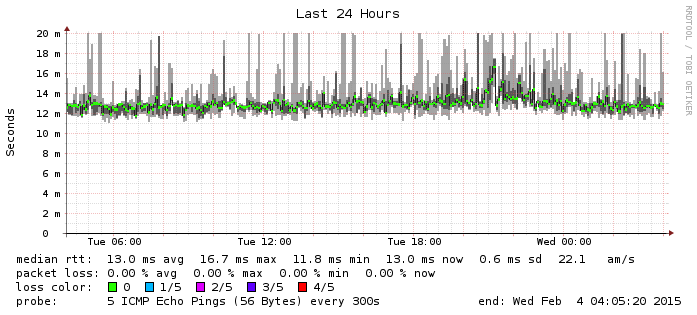 Last 24 Hours
RRDTOOL / TOBI OETIKER
Seconds
20 m
18 m
16 m
14 m
12 m
10 m
8 m
6 m
4 m
2 m
0
Tue 06:00 Tue 12:00 Tue 18:00 Wed 00:00
median rtt: 13.0 ms avg 16.7 ms max 11.8 ms min 13.0 ms now 0.6 ms sd 22.1 am/s
packet loss: 0.00 % avg 0.00 % max 0.00 % min 0.00 % now
loss color: 0 1/5 2/5 3/5 4/5
probe: 5 ICMP Echo Pings (56 Bytes) every 300s end: Wed Feb 4 04:05:20 2015